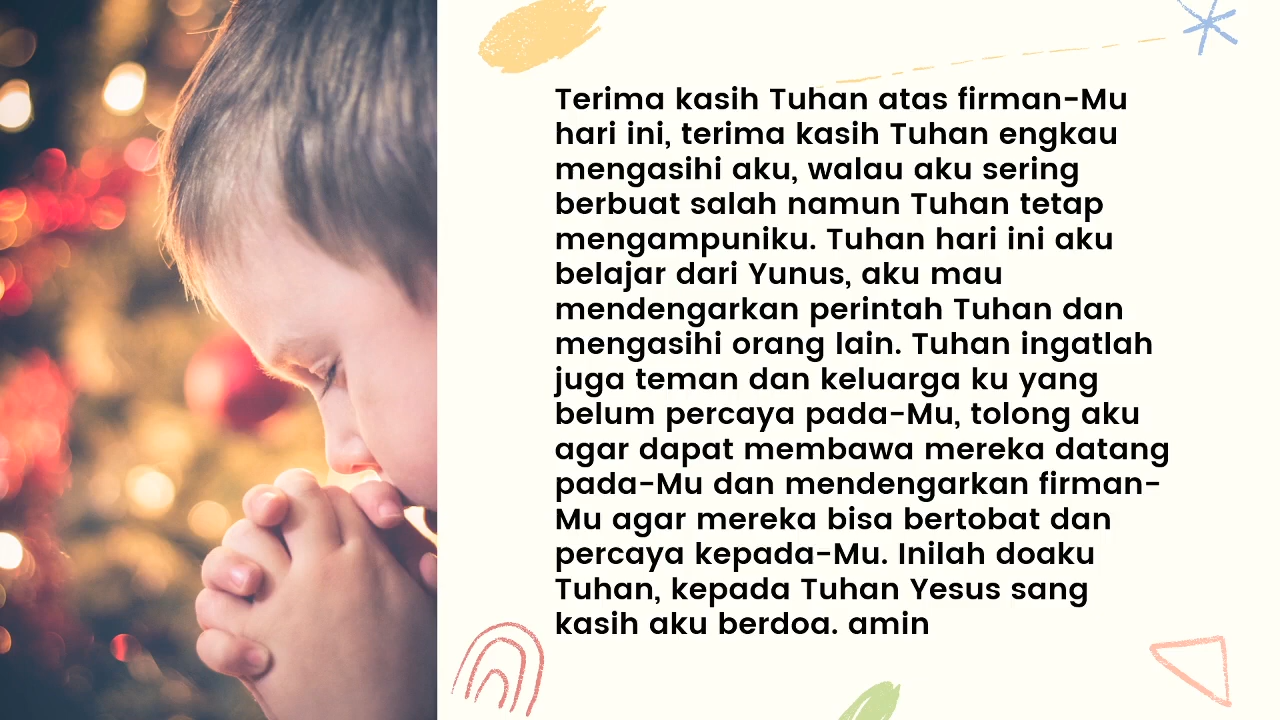 Terima kasih Tuhan atas firman-Mu
hari ini, terima kasih Tuhan engkau
mengasihi aku, walau aku sering
berbuat salah namun Tuhan tetap
mengampuniku. Tuhan hari ini aku
belajar dari Yunus, aku mau
mendengarkan perintah Tuhan dan
mengasihi orang lain. Tuhan ingatlah
juga teman dan keluarga ku yang
belum percaya pada-Mu, tolong aku
agar dapat membawa mereka datang
pada-Mu dan mendengarkan firman-
Mu agar mereka bisa bertobat dan
percaya kepada-Mu. Inilah doaku
Tuhan, kepada Tuhan Yesus sang
kasih aku berdoa. amin